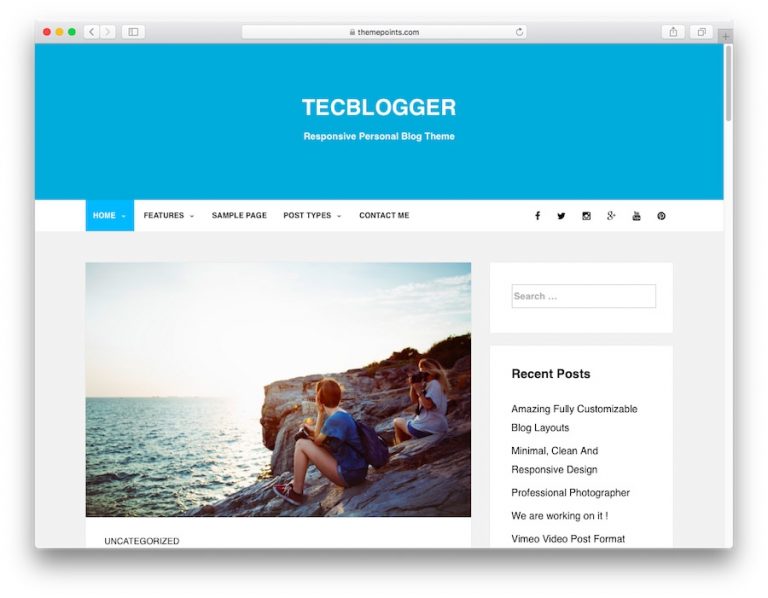 themepoints.com
TECBLOGGER
Responsive Personal Blog Theme
HOME FEATURES SAMPLE PAGE POST TYPES CONTACT ME
Search ...
Recent Posts
Amazing Fully Customizable
Blog Layouts
Minimal, Clean And
Responsive Design
Professional Photographer
We are working on it !
Vimeo Video Post Format
UNCATEGORIZED